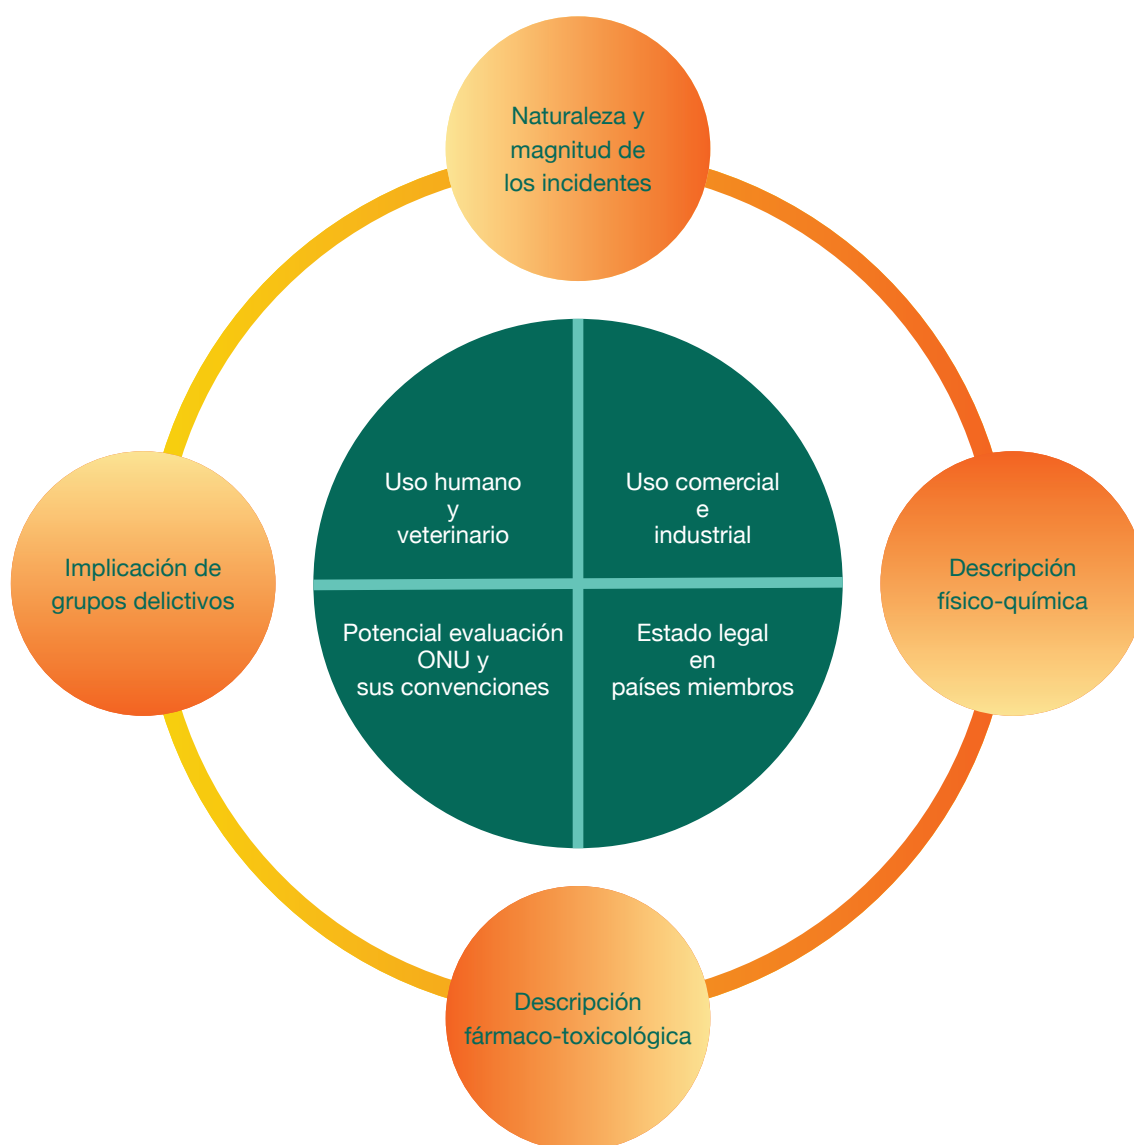 Naturaleza y
magnitud de
los incidentes
Uso humano
y
veterinario
Uso comercial
e
industrial
Implicación de
grupos delictivos
Descripción
físico-química
Potencial evaluación
ONU y
sus convenciones
Estado legal
en
países miembros
Descripción
fármaco-toxicológica